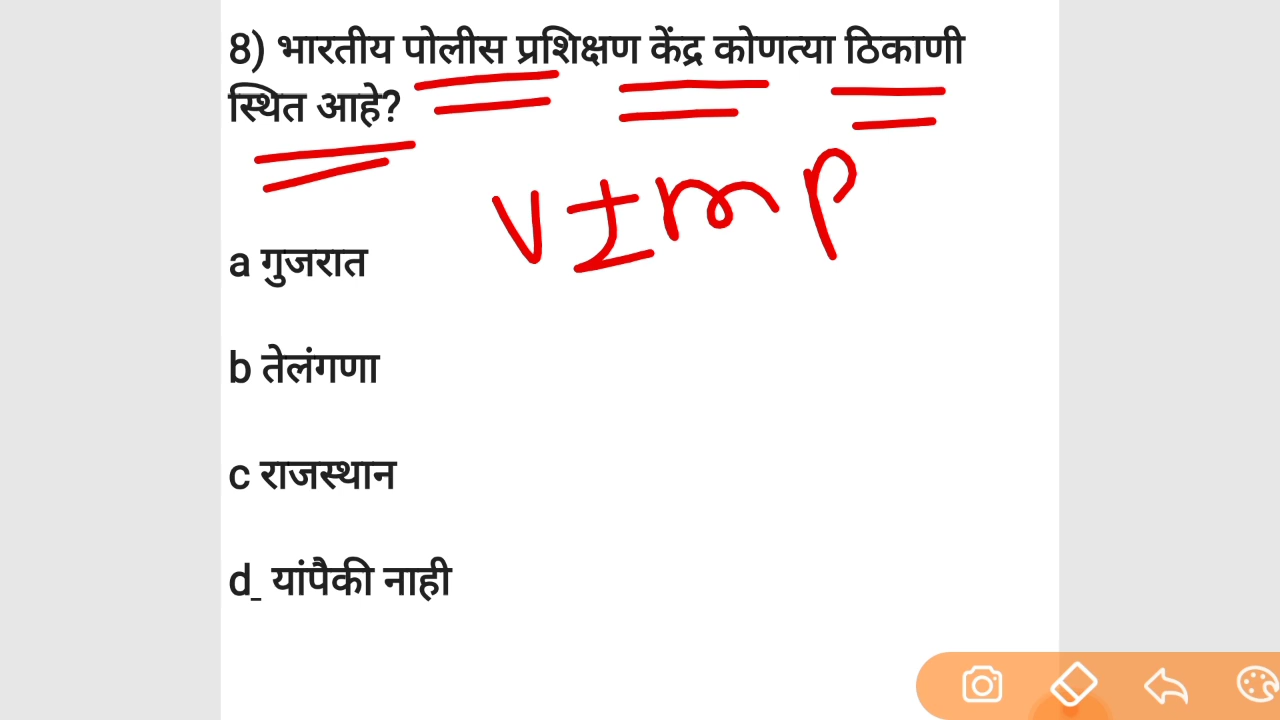 8) भारतीय पोलीस प्रशिक्षण केंद्र कोणत्या ठिकाणी
स्थित आहे?
VImp
a गुजरात
b तेलंगणा
c राजस्थान
d_ यांपैकी नाही